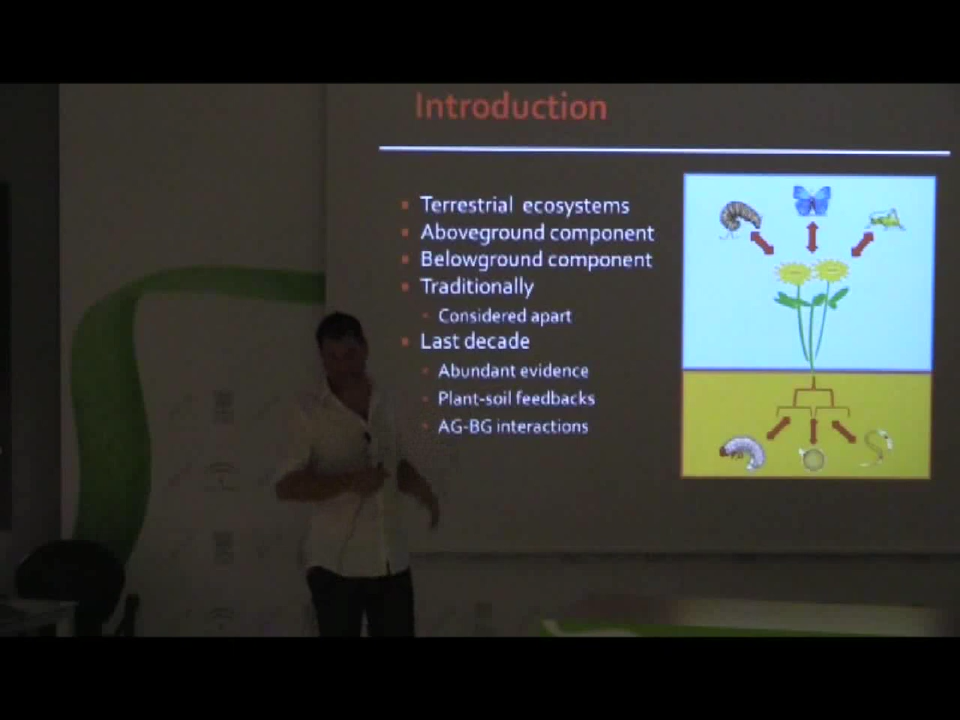 Introduction
Terrestrial ecosystems
Aboveground component
Belowground component
Traditionally
Considered apart
Last decade
Abundant evidence
Plant-soil feedbacks
AG-BG interactions